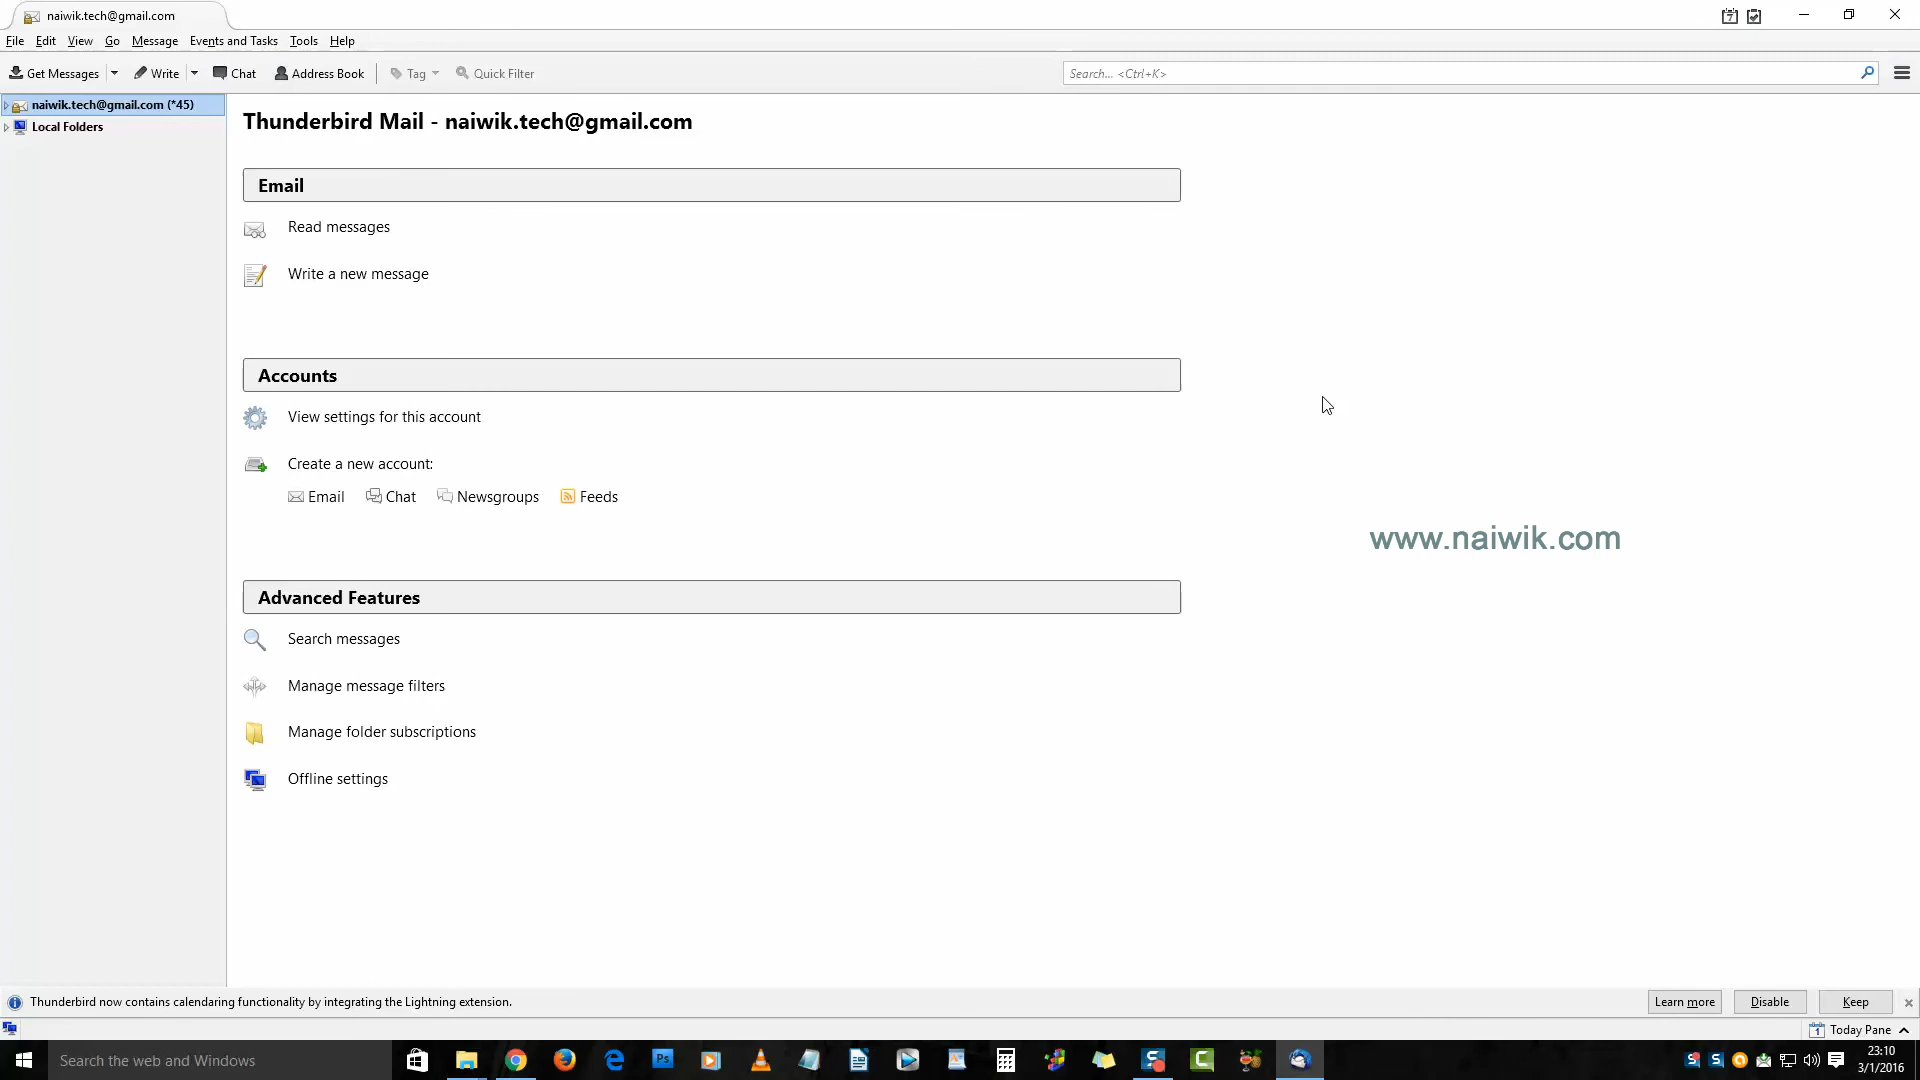 naiwik.tech@gmail.com
File Edit View Go Message Events and Tasks Tools Help
Get Messages Write Chat Address Book Tag Quick Filter Search... <Ctrl+K>
naiwik.tech@gmail.com (*45)
Local Folders
Thunderbird Mail - naiwik.tech@gmail.com
Email
Read messages
Write a new message
Accounts
View settings for this account
Create a new account:
Email Chat Newsgroups Feeds
www.naiwik.com
Advanced Features
Search messages
Manage message filters
Manage folder subscriptions
Offline settings
Thunderbird now contains calendaring functionality by integrating the Lightning extension. Learn more Disable Keep
Today Pane
Search the web and Windows
23:10
3/1/2016